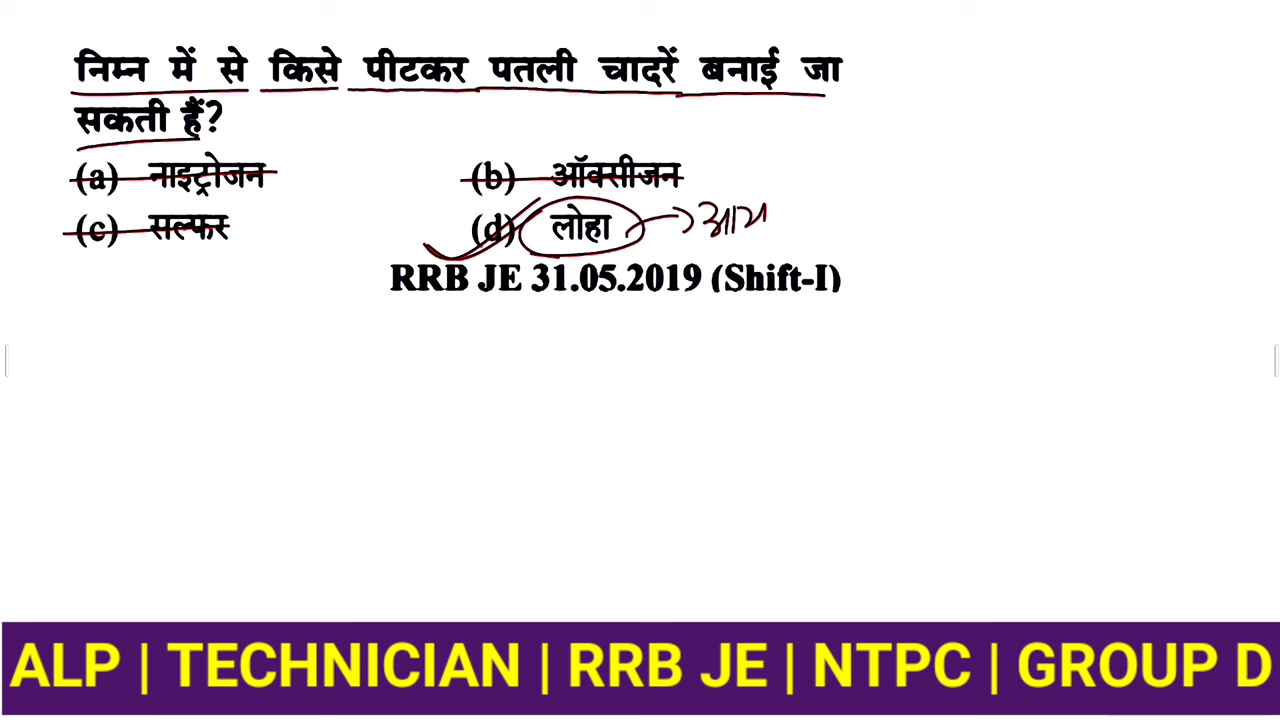 निम्न में से किसे पीटकर पतली चादरें बनाई जा
सकती हैं?
(a) नाइट्रोजन (b) ऑक्सीजन
(c) सल्फर (d) लोहा
RRB JE 31.05.2019 (Shift-I)
ALP | TECHNICIAN | RRB JE | NTPC | GROUP D